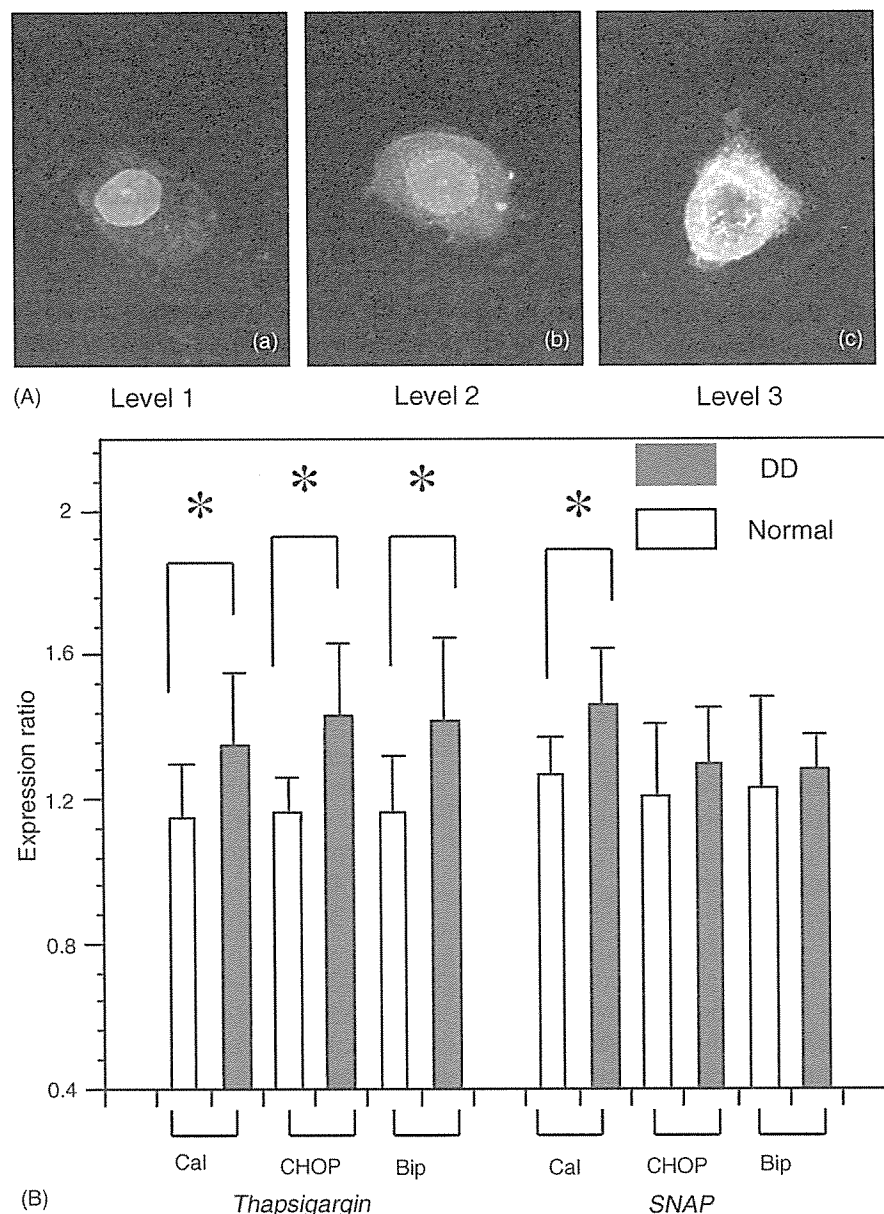 (a)
(b)
(c)
(A)
Level 1
Level 2
Level 3
*
*
*
*
DD
Normal
2
1.6
1.2
0.8
0.4
Expression ratio
Cal
CHOP
Bip
Cal
CHOP
Bip
(B)
Thapsigargin
SNAP